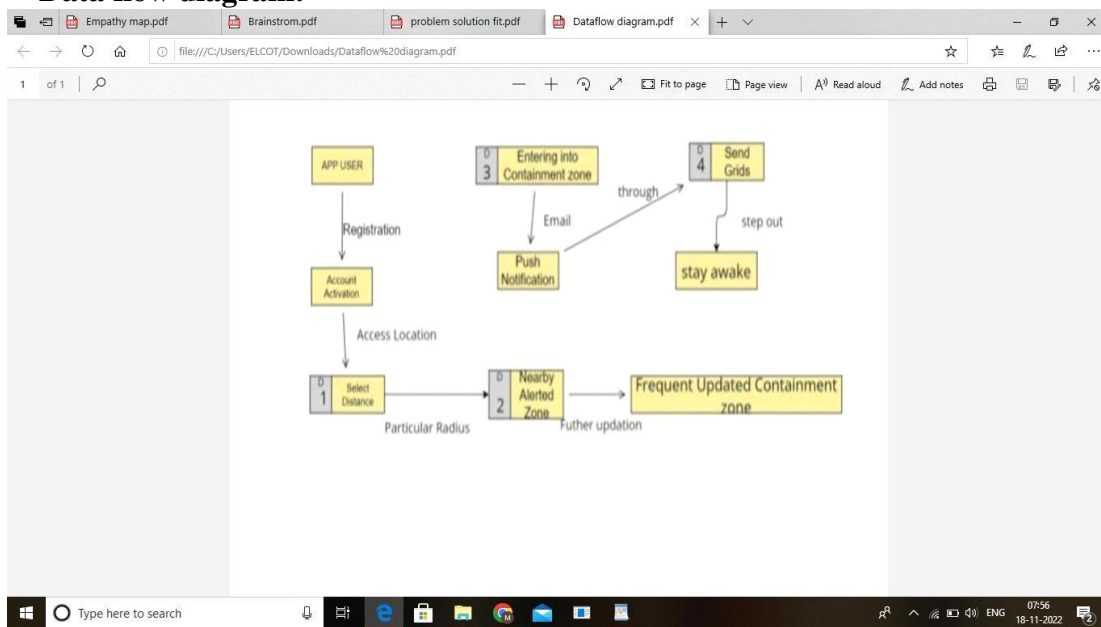 Data flow diagram:
Empathy map.pdf
Brainstrom.pdf
problem solution fit.pdf
Dataflow diagram.pdf
file:///C:/Users/ELCOT/Downloads/Dataflow%20diagram.pdf
1 of 1
Fit to page
Page view
Read aloud
Add notes
APP USER
Registration
Account
Activation
Access Location
D
1
Select
Distance
Particular Radius
D
2
Nearby
Alerted
Zone
Futher updation
Frequent Updated Containment
zone
D
3
Entering into
Containment zone
Email
Push
Notification
through
D
4
Send
Grids
step out
stay awake
Type here to search
ENG
07:56
18-11-2022
2